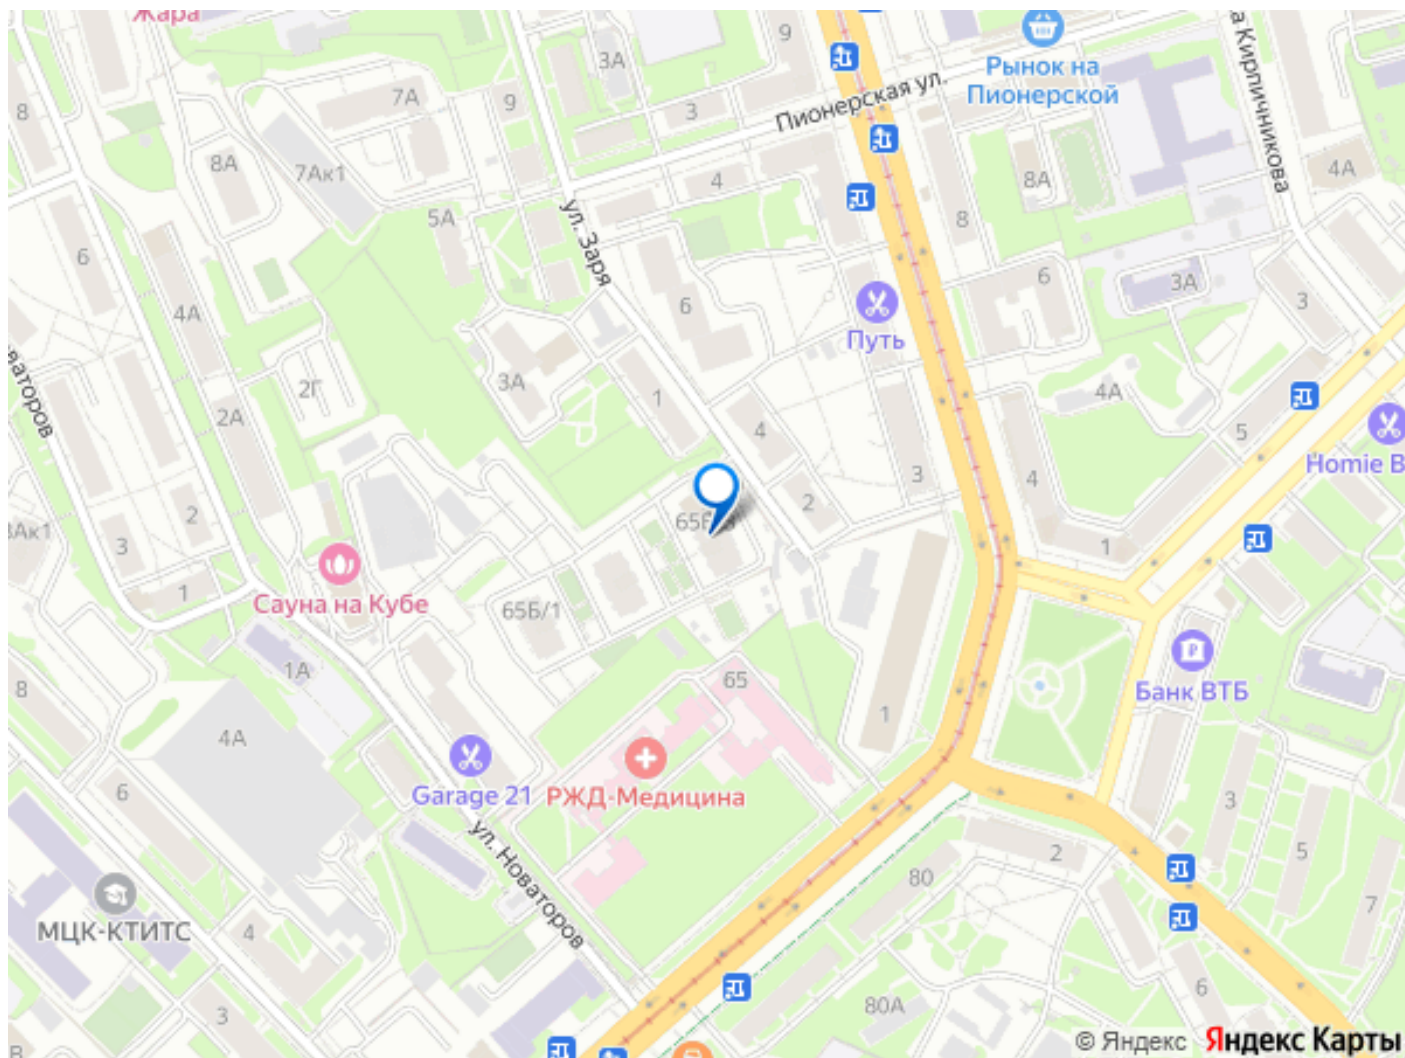 Жара
3А
9
8
7А
9
3
Пионерская ул.
Рынок на
Пионерской
а Кирпичникова
8А
7Ак1
4
8А
4А
5А
ул. Заря
8
6
4А
6
6
3А
3
Путь
ваторов
2Г
3А
1
4А
2А
4
5
Homie B
3
4
2
2
65Б
3Ак1
3
1
1
Сауна на Кубе
65Б/1
1А
65
Банк ВТБ
8
4А
1
Garage 21
РЖД-Медицина
6
3
ул. Новаторов
2
5
80
7
МЦК-КТИТС
4
6
80А
3
В
© Яндекс
Яндекс Карты